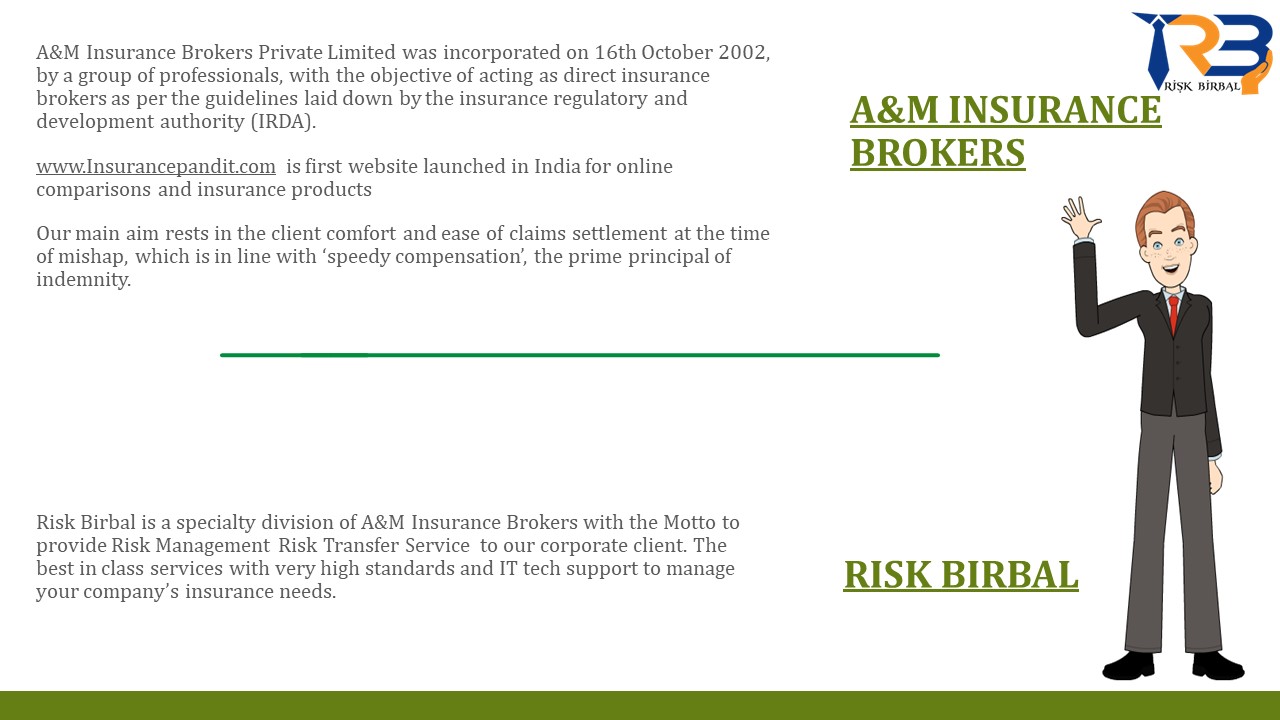 RİŞK BİRBAL
A&M INSURANCE
BROKERS
A&M Insurance Brokers Private Limited was incorporated on 16th October 2002,
by a group of professionals, with the objective of acting as direct insurance
brokers as per the guidelines laid down by the insurance regulatory and
development authority (IRDA).
www.Insurancepandit.com is first website launched in India for online
comparisons and insurance products
Our main aim rests in the client comfort and ease of claims settlement at the time
of mishap, which is in line with ‘speedy compensation’, the prime principal of
indemnity.
RISK BIRBAL
Risk Birbal is a specialty division of A&M Insurance Brokers with the Motto to
provide Risk Management Risk Transfer Service to our corporate client. The
best in class services with very high standards and IT tech support to manage
your company’s insurance needs.